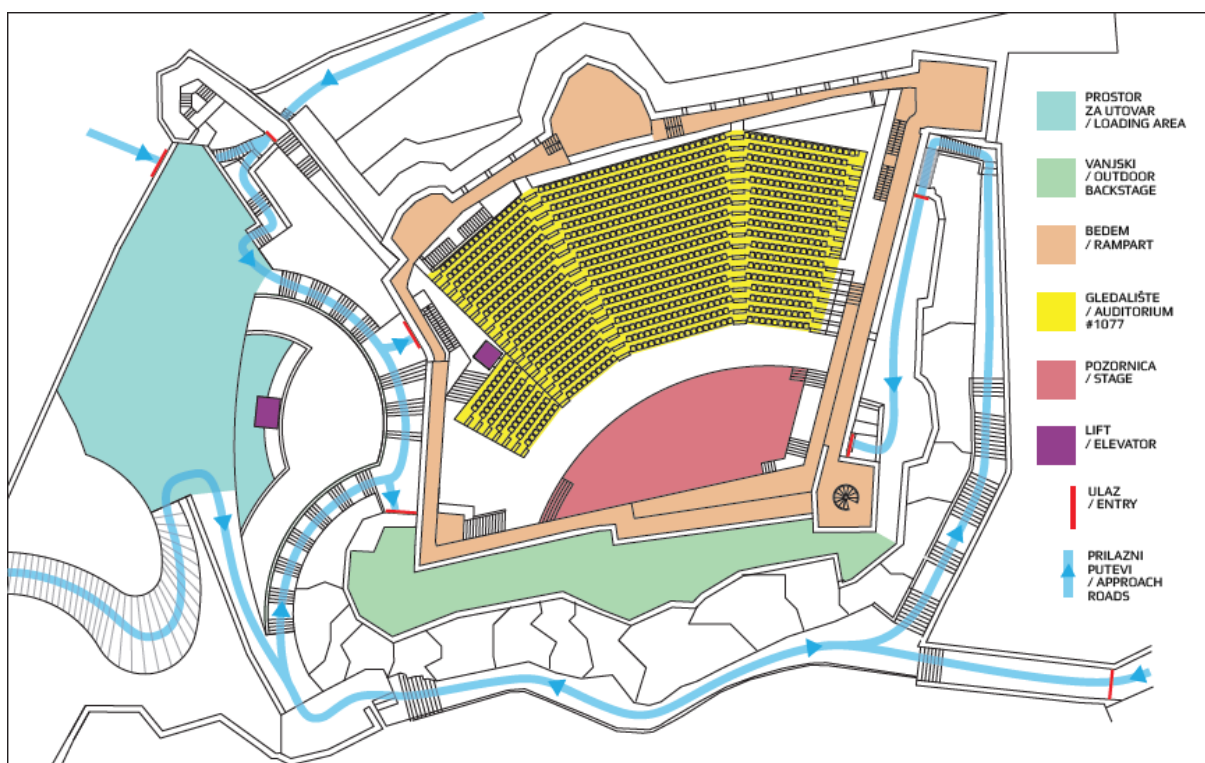 PROSTOR
ZA UTOVAR
/ LOADING AREA
VANJSKI
/ OUTDOOR
BACKSTAGE
BEDEM
/ RAMPART
GLEDALIŠTE
/ AUDITORIUM
#1077
POZORNICA
/ STAGE
LIFT
/ ELEVATOR
ULAZ
/ ENTRY
PRILAZNI
PUTEVI
/ APPROACH
ROADS